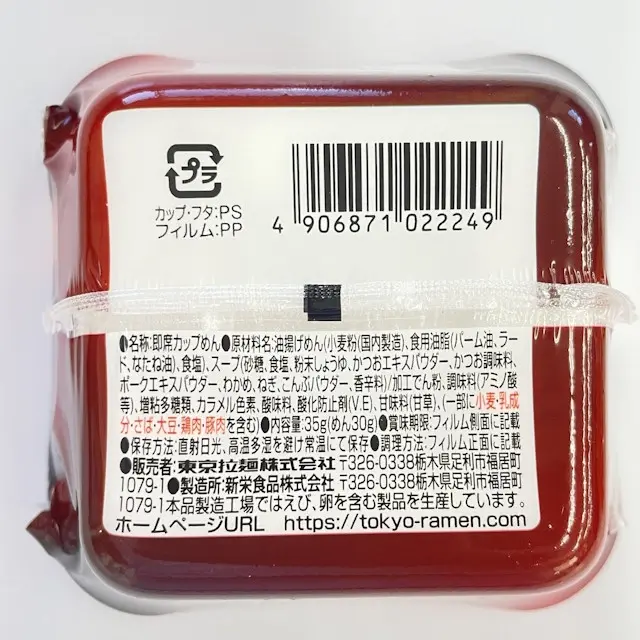 プラ
カップ・フタ:PS
フィルム:PP
4 906871 022249
●名称:即席カップめん●原材料名:油揚げめん(小麦粉(国内製造)、食用油脂(パーム油、ラー
ド、なたね油)、食塩)、スープ(砂糖、食塩、粉末しょうゆ、かつおエキスパウダー、かつお調味料、
ポークエキスパウダー、わかめ、ねぎ、こんぶパウダー、香辛料)/加工でん粉、調味料(アミノ酸
等)、増粘多糖類、カラメル色素、酸味料、酸化防止剤(V.E)、甘味料(甘草)、(一部に小麦・乳成
分・さば・大豆・鶏肉・豚肉を含む)●内容量:35g(めん30g)●賞味期限:フィルム側面に記載
●保存方法:直射日光、高温多湿を避け常温にて保存●調理方法:フィルム正面に記載
●販売者:東京拉麺株式会社〒326-0338栃木県足利市福居町
1079-1●製造所:新栄食品株式会社〒326-0338栃木県足利市福居町
1079-1本品製造工場ではえび、卵を含む製品を生産しています。
ホームページURL https://tokyo-ramen.com